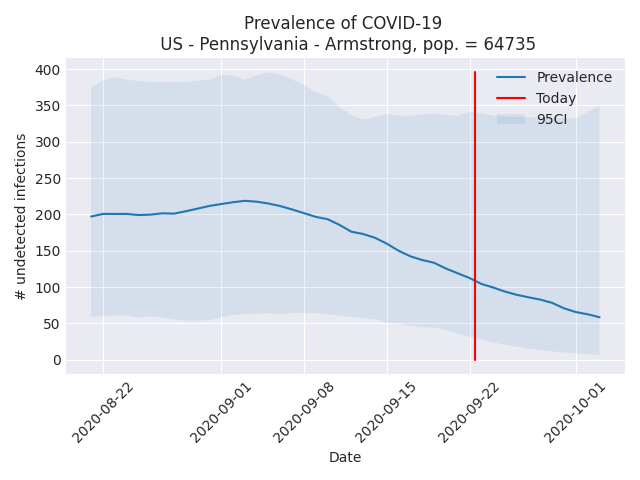 Prevalence of COVID-19
US - Pennsylvania - Armstrong, pop. = 64735
# undetected infections
400
350
300
250
200
150
100
50
0
Prevalence
Today
95CI
2020-08-22
2020-09-01
2020-09-08
2020-09-15
2020-09-22
2020-10-01
Date